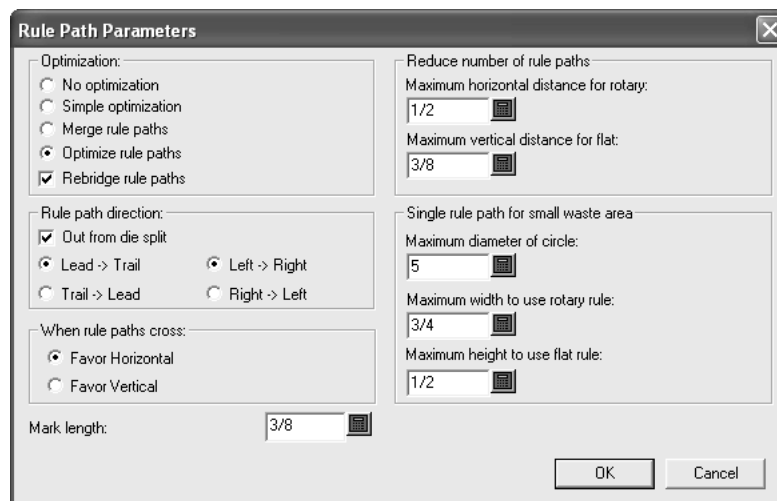 Rule Path Parameters
Optimization:
No optimization
Simple optimization
Merge rule paths
Optimize rule paths
Rebridge rule paths
Rule path direction:
Out from die split
Lead -> Trail Left -> Right
Trail -> Lead Right -> Left
When rule paths cross:
Favor Horizontal
Favor Vertical
Mark length: 3/8
Reduce number of rule paths
Maximum horizontal distance for rotary:
1/2
Maximum vertical distance for flat:
3/8
Single rule path for small waste area
Maximum diameter of circle:
5
Maximum width to use rotary rule:
3/4
Maximum height to use flat rule:
1/2
OK Cancel